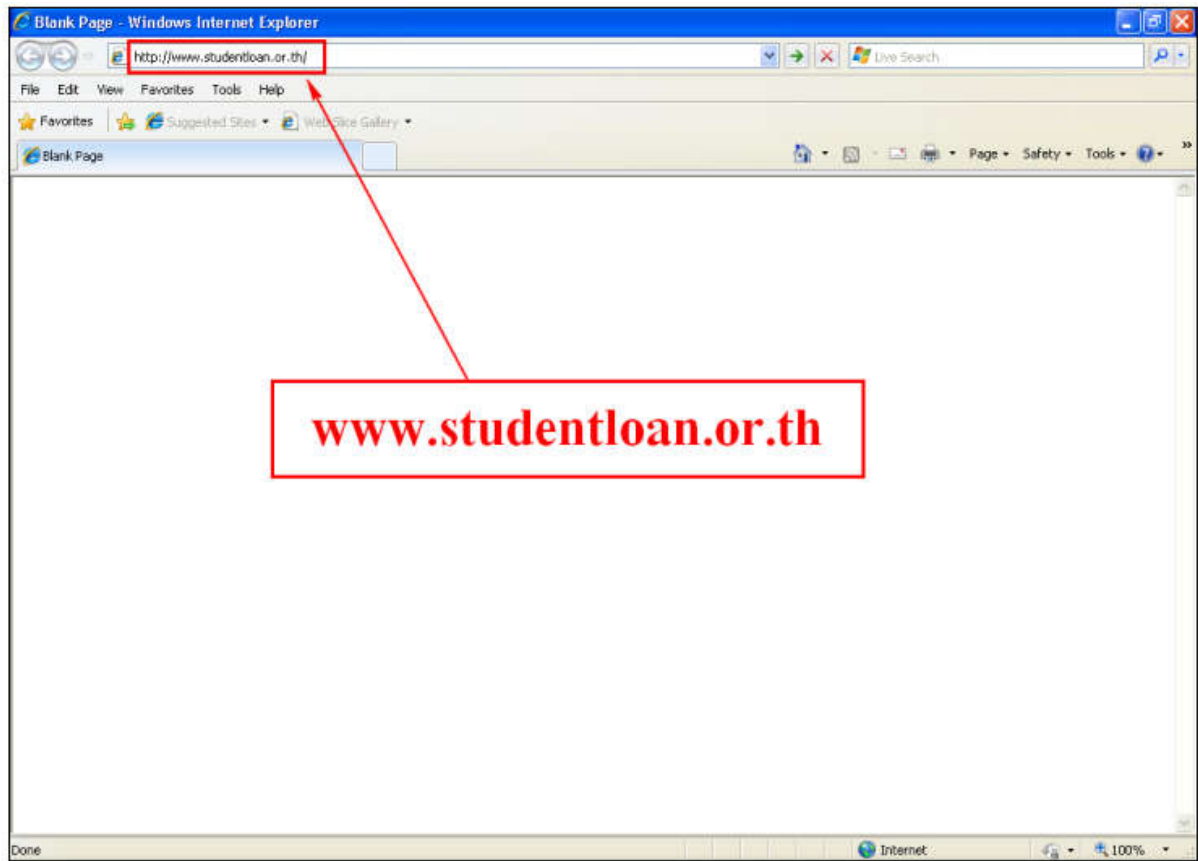 Blank Page - Windows Internet Explorer
http://www.studentloan.or.th/
Live Search
File Edit View Favorites Tools Help
Favorites Suggested Sites Web Slice Gallery
Blank Page Page Safety Tools
www.studentloan.or.th
Done Internet 100%